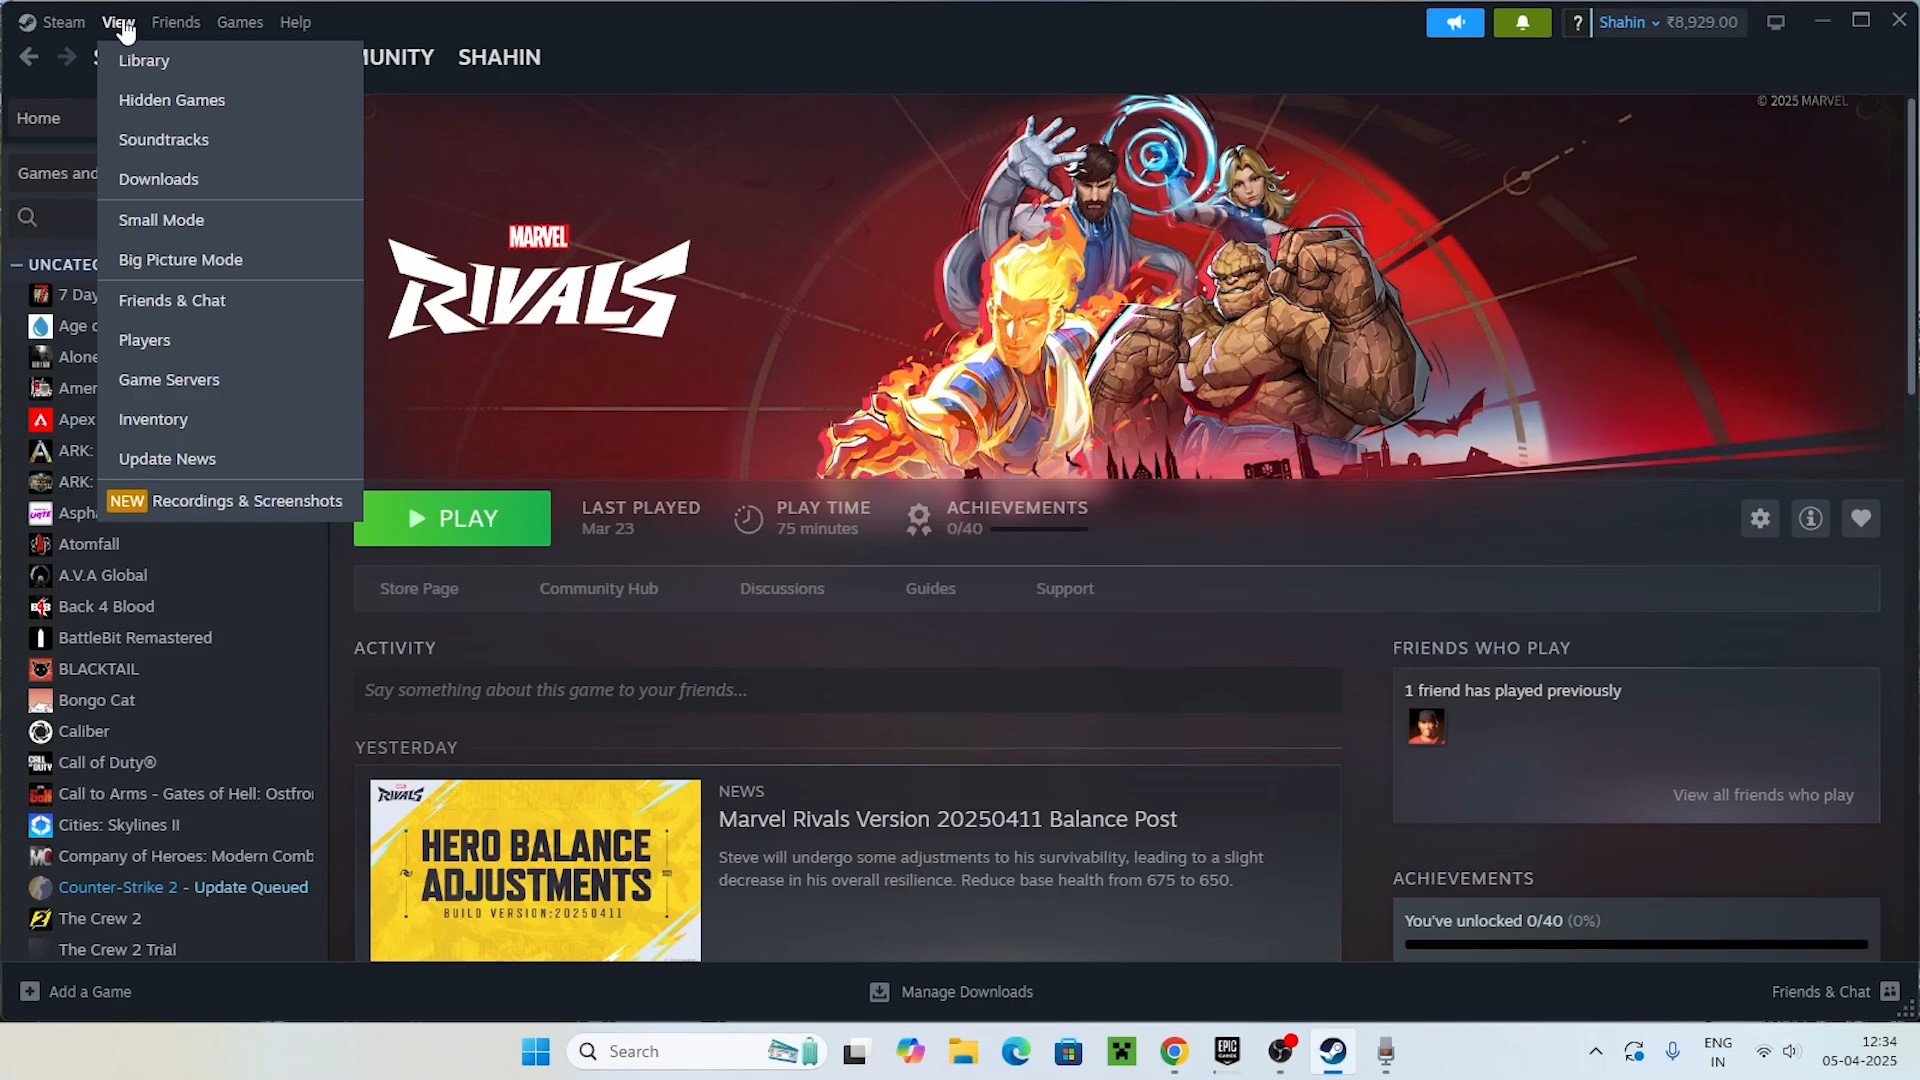 Steam View Friends Games Help
? Shahin ₹8,929.00
MUNITY SHAHIN
Library
Hidden Games
Soundtracks
Downloads
Small Mode
Big Picture Mode
Friends & Chat
Players
Game Servers
Inventory
Update News
NEW Recordings & Screenshots
Home
Games and
UNCATEG
7 Day
Age o
Alone
Amer
Apex
ARK:
ARK:
Aspha
Atomfall
A.V.A Global
Back 4 Blood
BattleBit Remastered
BLACKTAIL
Bongo Cat
Caliber
Call of Duty®
Call to Arms - Gates of Hell: Ostfror
Cities: Skylines II
Company of Heroes: Modern Comb
Counter-Strike 2 - Update Queued
The Crew 2
The Crew 2 Trial
© 2025 MARVEL
MARVEL
RIVALS
PLAY
LAST PLAYED
Mar 23
PLAY TIME
75 minutes
ACHIEVEMENTS
0/40
Store Page Community Hub Discussions Guides Support
ACTIVITY
Say something about this game to your friends...
YESTERDAY
RIVALS
HERO BALANCE
ADJUSTMENTS
BUILD VERSION:20250411
NEWS
Marvel Rivals Version 20250411 Balance Post
Steve will undergo some adjustments to his survivability, leading to a slight
decrease in his overall resilience. Reduce base health from 675 to 650.
FRIENDS WHO PLAY
1 friend has played previously
View all friends who play
ACHIEVEMENTS
You've unlocked 0/40 (0%)
Add a Game
Manage Downloads
Friends & Chat
Search
EPIC
GAMES
ENG
IN
12:34
05-04-2025